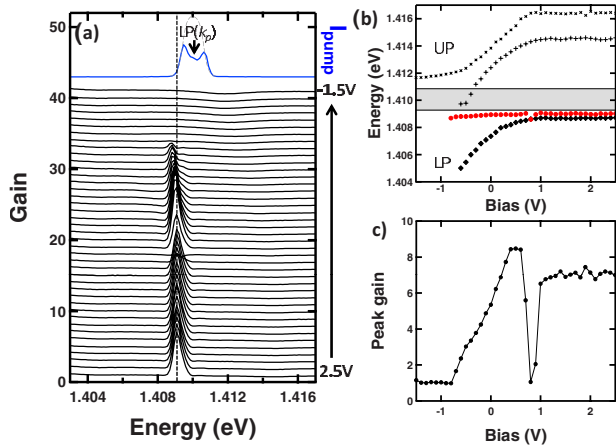 (a)
LP(kₚ)
I pump
50
40
30
20
10
0
Gain
1.404
1.408
1.412
1.416
Energy (eV)
-1.5V
2.5V
(b)
UP
LP
1.416
1.414
1.412
1.410
1.408
1.406
1.404
Energy (eV)
-1
0
1
2
Bias (V)
c)
10
8
6
4
2
0
Peak gain
-1
0
1
2
Bias (V)